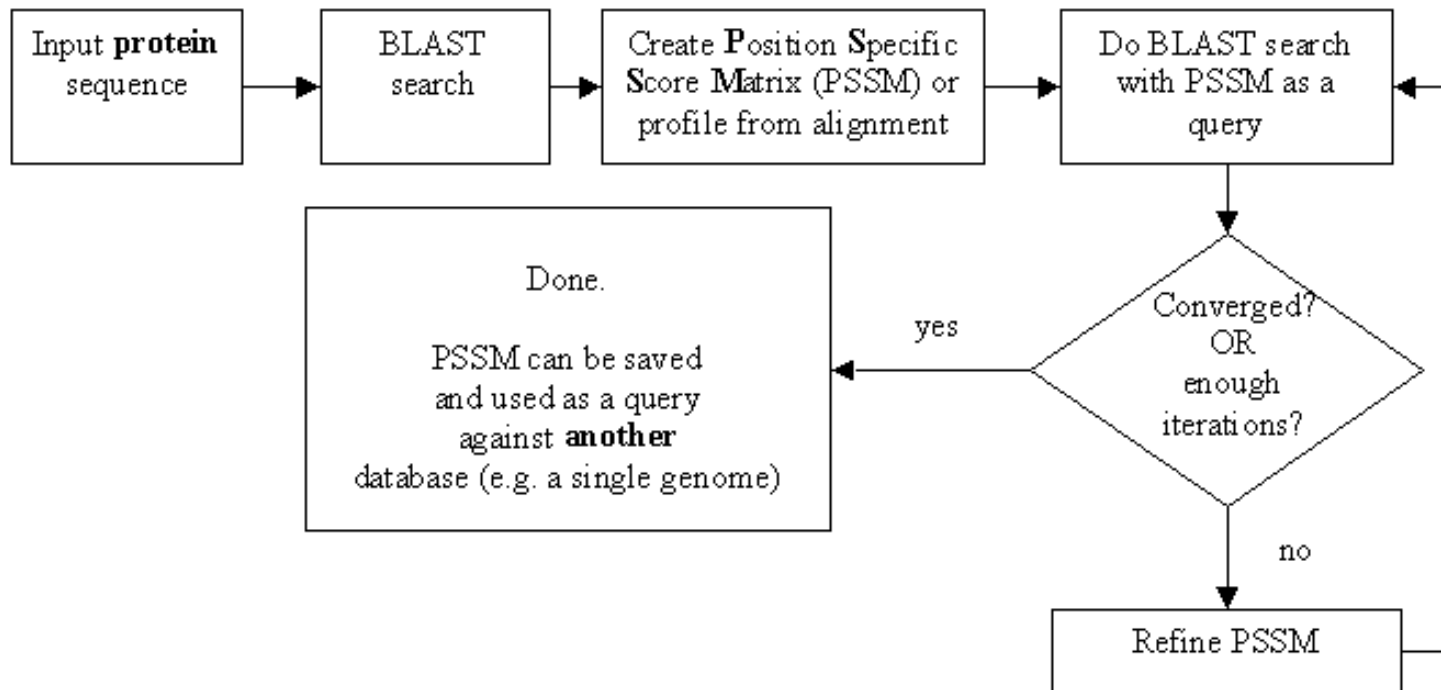 Input protein
sequence
BLAST
search
Create Position Specific
Score Matrix (PSSM) or
profile from alignment
Do BLAST search
with PSSM as a
query
Converged?
OR
enough
iterations?
yes
Done.
PSSM can be saved
and used as a query
against another
database (e.g. a single genome)
no
Refine PSSM